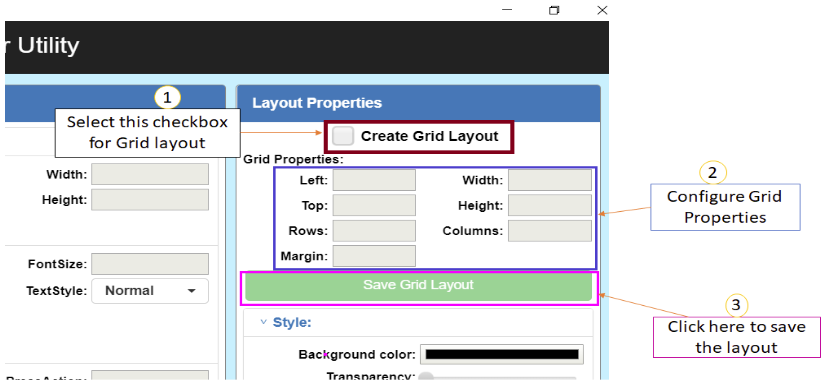 r Utility
1
Select this checkbox
for Grid layout
Width:
Height:
FontSize:
TextStyle: Normal
Layout Properties
Create Grid Layout
Grid Properties:
Left: Width:
Top: Height:
Rows: Columns:
Margin:
Save Grid Layout
Style:
Background color:
Transparency:
2
Configure Grid
Properties
3
Click here to save
the layout